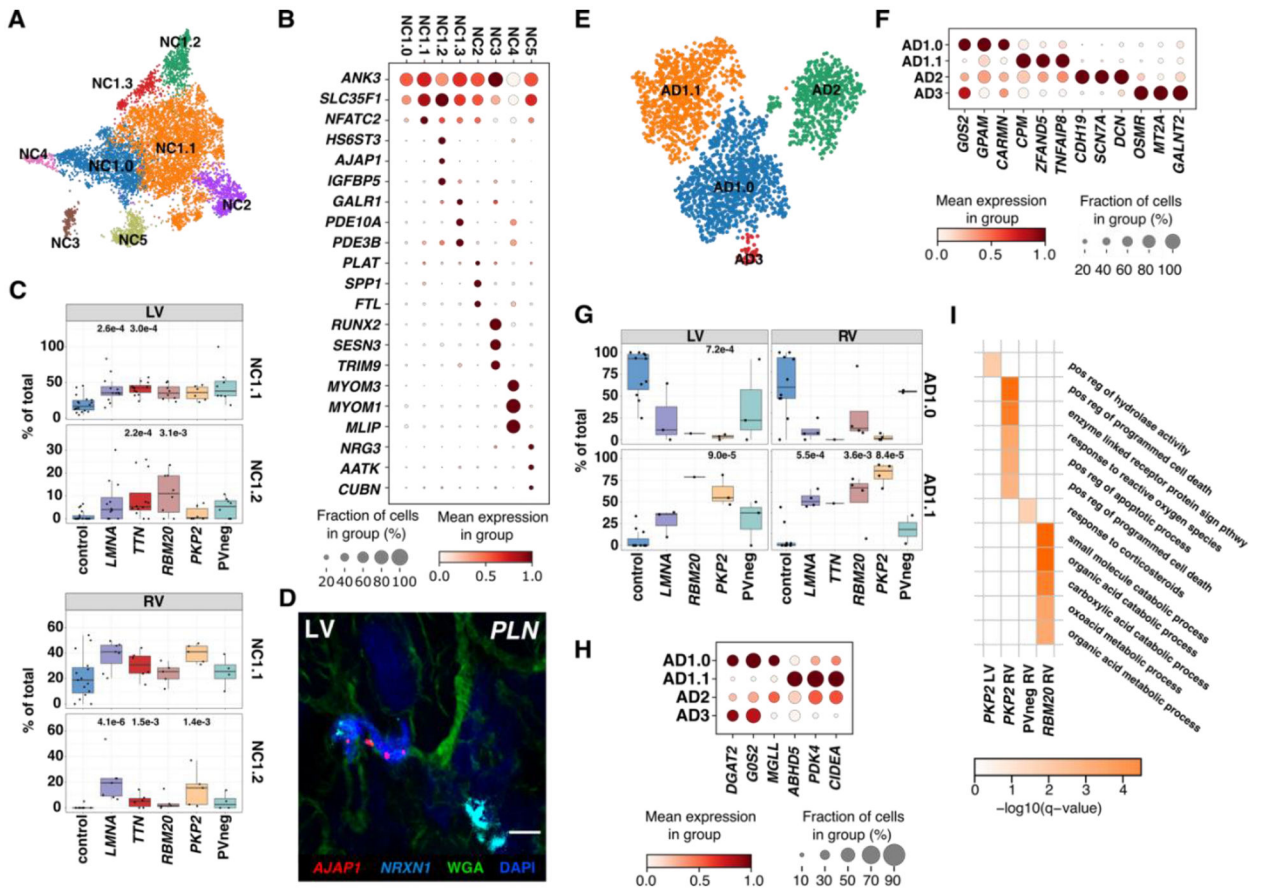 A
NC1.2
NC1.3
NC1.1
NC1.0
NC4
NC2
NC3
NC5
B
NC1.0
NC1.1
NC1.2
NC1.3
NC2
NC3
NC4
NC5
ANK3
SLC35F1
NFATC2
HS6ST3
AJAP1
IGFBP5
GALR1
PDE10A
PDE3B
PLAT
SPP1
FTL
RUNX2
SESN3
TRIM9
MYOM3
MYOM1
MLIP
NRG3
AATK
CUBN
Fraction of cells
in group (%)
20 40 60 80 100
Mean expression
in group
0.0 0.5 1.0
C
LV
2.6e-4 3.0e-4
100
50
0
NC1.1
2.2e-4 3.1e-3
30
20
10
0
NC1.2
% of total
control
LMNA
TTN
RBM20
PKP2
PVneg
RV
60
40
20
0
NC1.1
4.1e-6 1.5e-3 1.4e-3
60
40
20
0
NC1.2
% of total
control
LMNA
TTN
RBM20
PKP2
PVneg
D
LV PLN
AJAP1 NRXN1 WGA DAPI
E
AD1.1
AD2
AD1.0
AD3
F
AD1.0
AD1.1
AD2
AD3
G0S2
GPAM
CARMN
CPM
ZFAND5
TNFAIP8
CDH19
SCN7A
DCN
OSMR
MT2A
GALNT2
Mean expression
in group
0.0 0.5 1.0
Fraction of cells
in group (%)
20 40 60 80 100
G
LV RV
7.2e-4
100
75
50
25
0
AD1.0
9.0e-5 5.5e-4 3.6e-3 8.4e-5
100
75
50
25
0
AD1.1
% of total
control
LMNA
RBM20
PKP2
PVneg
control
LMNA
TTN
RBM20
PKP2
PVneg
H
AD1.0
AD1.1
AD2
AD3
DGAT2
G0S2
MGLL
ABHD5
PDK4
CIDEA
Mean expression
in group
0.0 0.5 1.0
Fraction of cells
in group (%)
10 30 50 70 90
I
pos reg of hydrolase activity
pos reg of programmed cell death
enzyme linked receptor protein sign pthwy
response to reactive oxygen species
pos reg of apoptotic process
pos reg of programmed cell death
response to corticosteroids
small molecule catabolic process
organic acid catabolic process
carboxylic acid catabolic process
oxoacid metabolic process
organic acid metabolic process
PKP2 LV
PKP2 RV
PVneg RV
RBM20 RV
0 1 2 3 4
−log10(q-value)